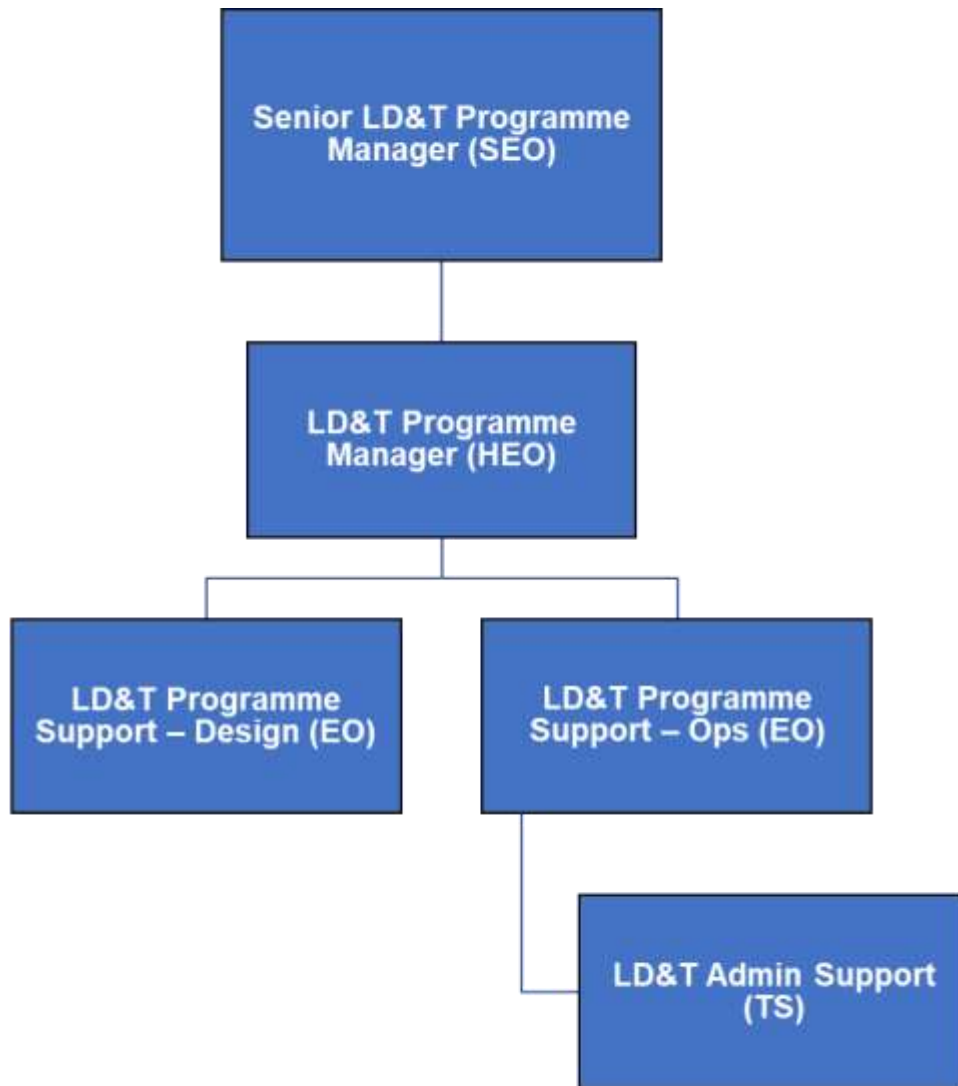 Senior LD&T Programme
Manager (SEO)
LD&T Programme
Manager (HEO)
LD&T Programme
Support – Design (EO)
LD&T Programme
Support – Ops (EO)
LD&T Admin Support
(TS)